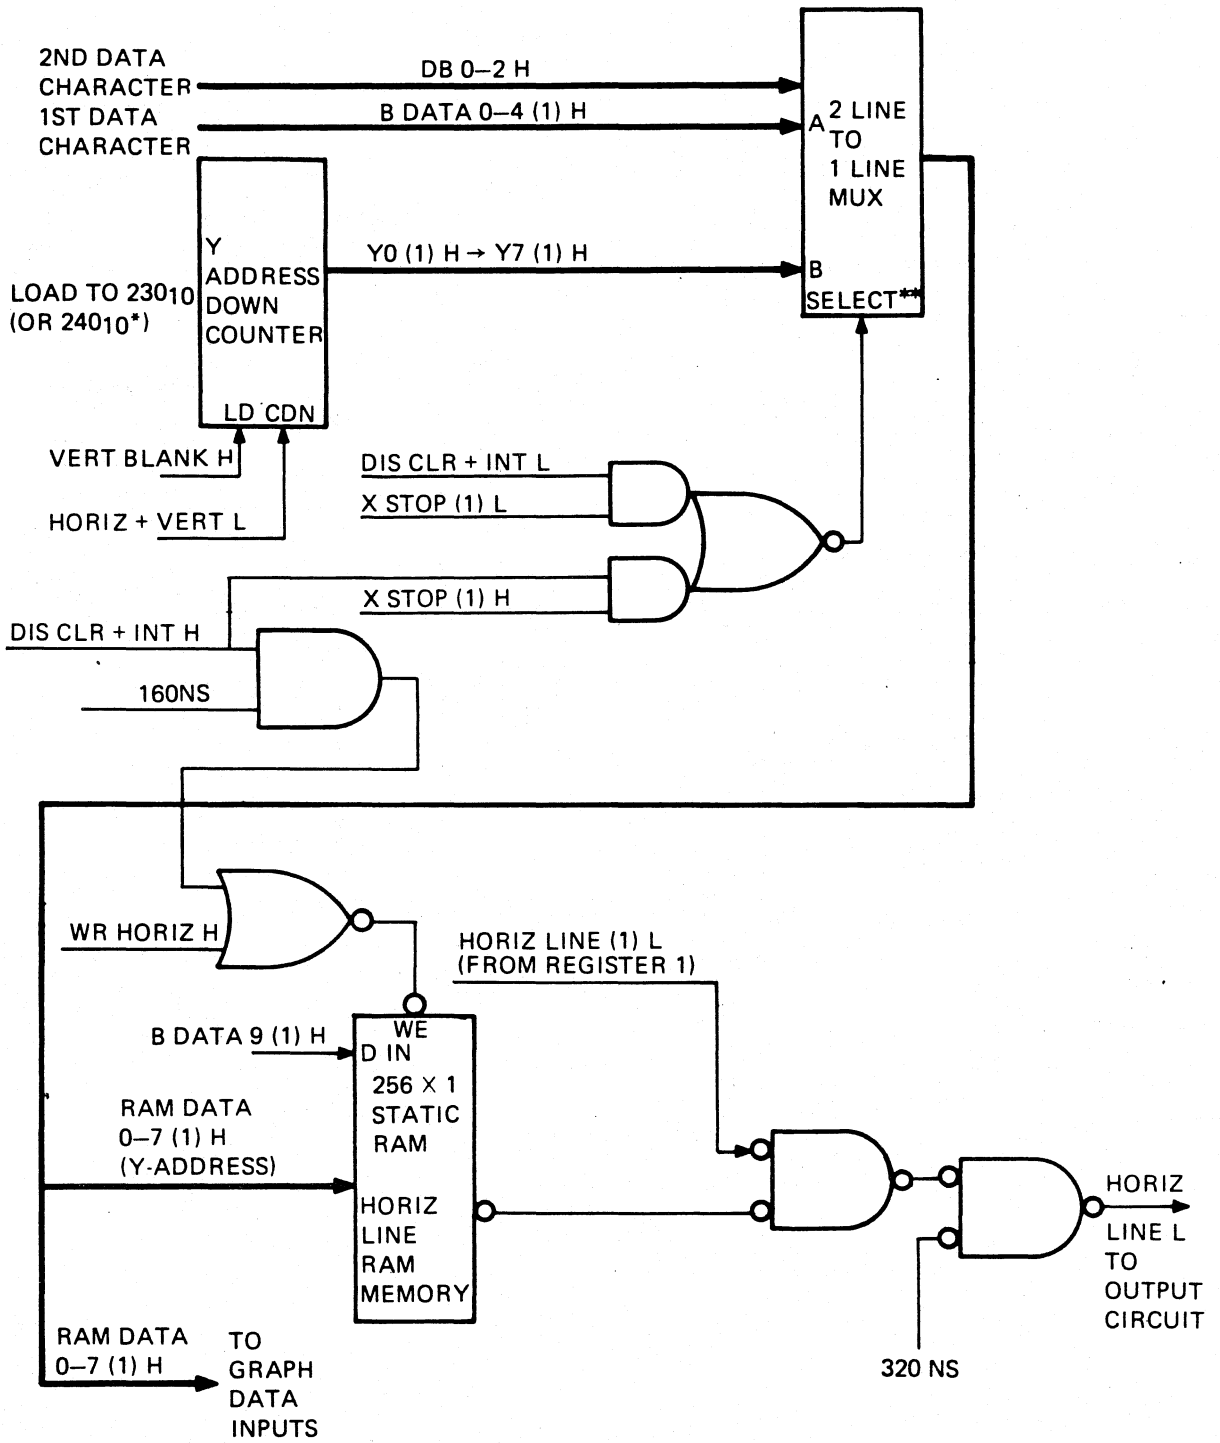 2ND DATA
CHARACTER
DB 0–2 H
1ST DATA
CHARACTER
B DATA 0–4 (1) H
A
2 LINE
TO
1 LINE
MUX
B
SELECT**
Y
ADDRESS
DOWN
COUNTER
LD CDN
Y0 (1) H → Y7 (1) H
LOAD TO 230₁₀
(OR 240₁₀*)
VERT BLANK H
HORIZ + VERT L
DIS CLR + INT L
X STOP (1) L
X STOP (1) H
DIS CLR + INT H
160NS
WR HORIZ H
HORIZ LINE (1) L
(FROM REGISTER 1)
B DATA 9 (1) H
WE
D IN
256 X 1
STATIC
RAM
HORIZ
LINE
RAM
MEMORY
RAM DATA
0–7 (1) H
(Y-ADDRESS)
RAM DATA
0–7 (1) H
TO
GRAPH
DATA
INPUTS
320 NS
HORIZ
LINE L
TO
OUTPUT
CIRCUIT